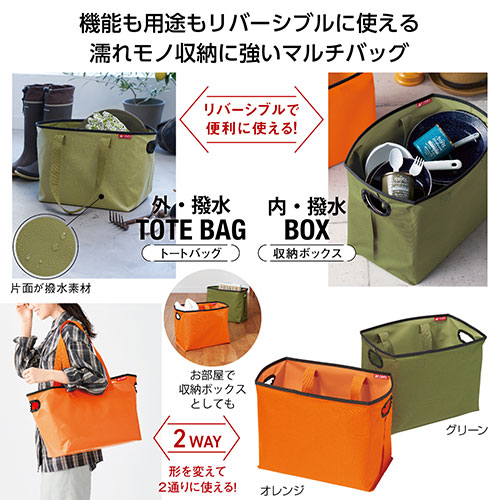 機能も用途もリバーシブルに使える
濡れモノ収納に強いマルチバッグ
リバーシブルで
便利に使える!
外・撥水
TOTE BAG
トートバッグ
内・撥水
BOX
収納ボックス
片面が撥水素材
お部屋で
収納ボックス
としても
2WAY
形を変えて
2通りに使える!
オレンジ
グリーン